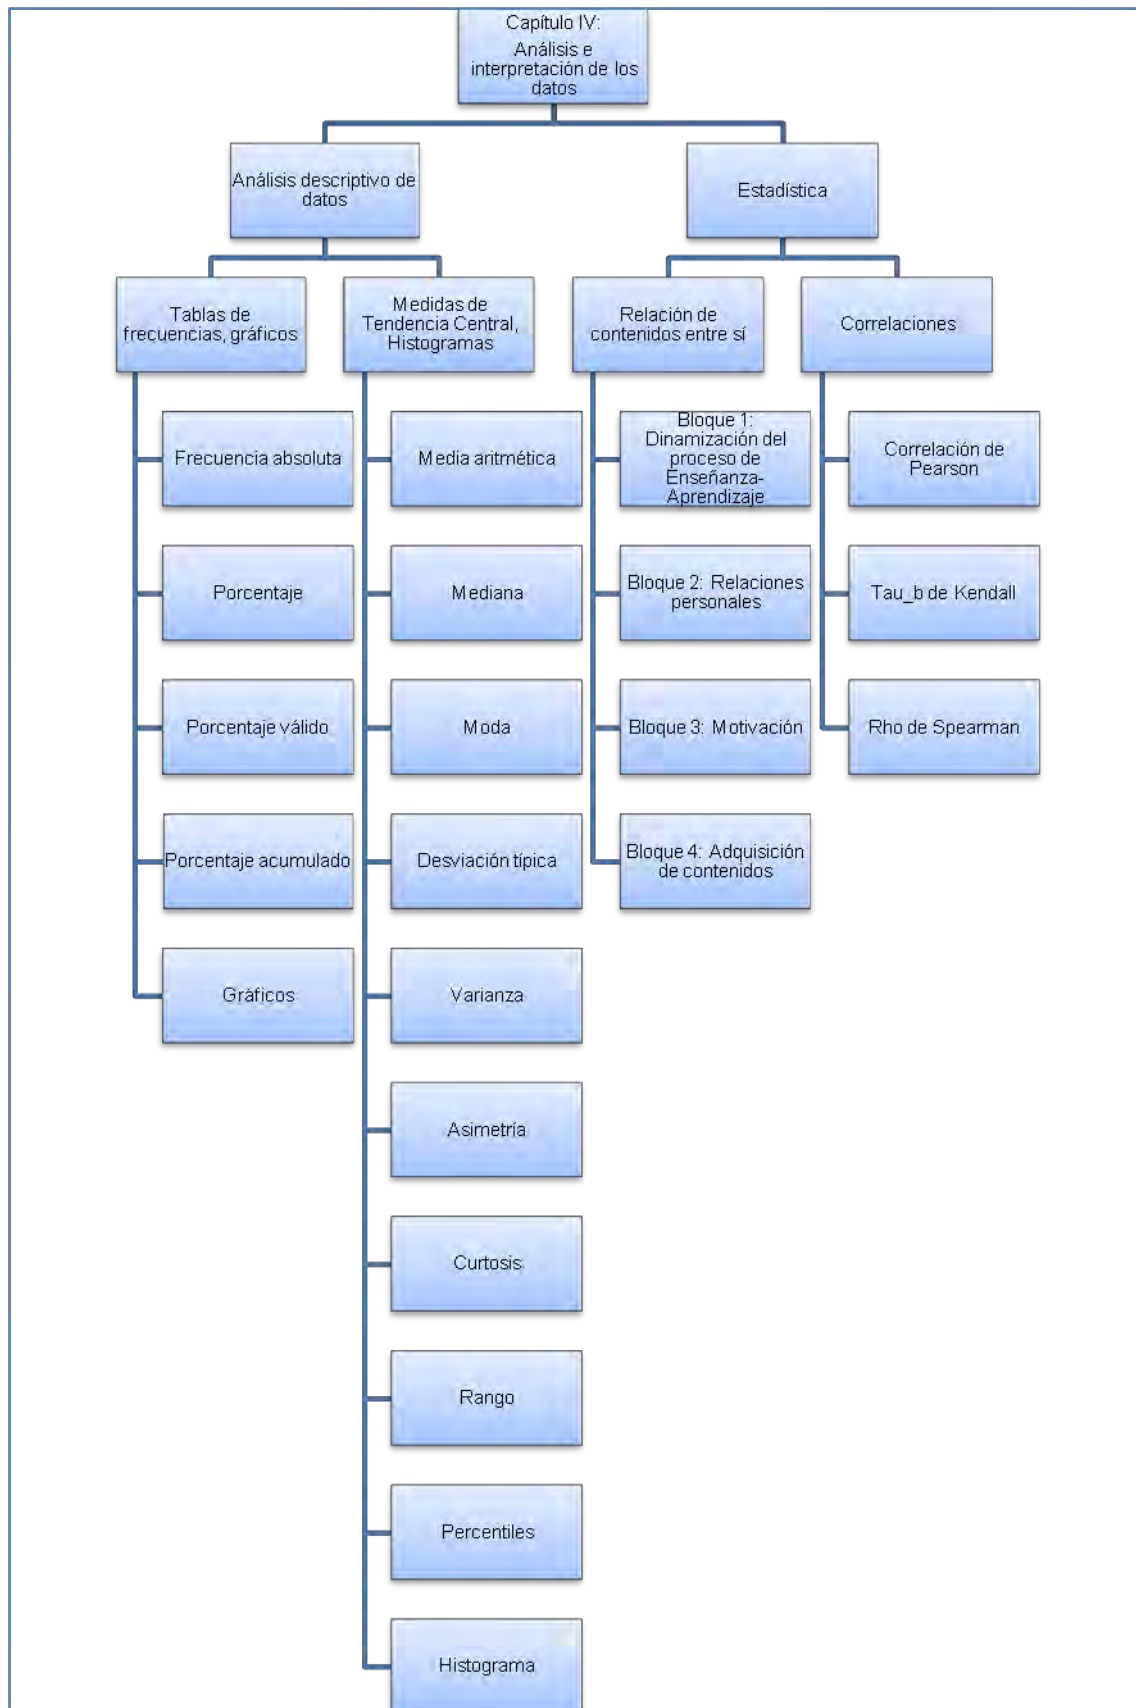 Capítulo IV:
Análisis e
interpretación de los
datos
Análisis descriptivo de
datos
Estadística
Tablas de
frecuencias, gráficos
Medidas de
Tendencia Central,
Histogramas
Relación de
contenidos entre sí
Correlaciones
Frecuencia absoluta
Porcentaje
Porcentaje válido
Porcentaje acumulado
Gráficos
Media aritmética
Mediana
Moda
Desviación típica
Varianza
Asimetría
Curtosis
Rango
Percentiles
Histograma
Bloque 1:
Dinamización del
proceso de
Enseñanza-
Aprendizaje
Bloque 2: Relaciones
personales
Bloque 3: Motivación
Bloque 4: Adquisición
de contenidos
Correlación de
Pearson
Tau_b de Kendall
Rho de Spearman